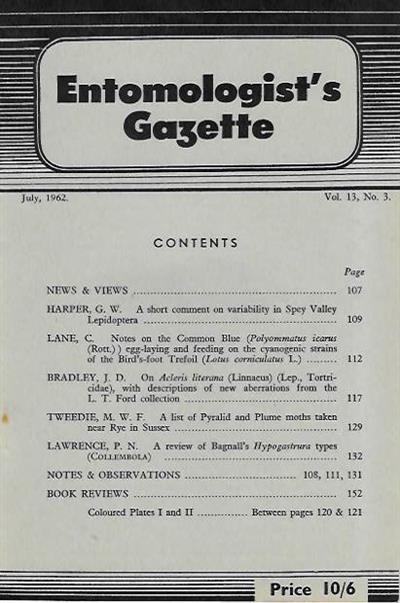 Entomologist's
Gazette
July, 1962. Vol. 13, No. 3.
CONTENTS
Page
NEWS & VIEWS 107
HARPER, G. W. A short comment on variability in Spey Valley
Lepidoptera 109
LANE, C. Notes on the Common Blue (Polyommatus icarus
(Rott.)) egg-laying and feeding on the cyanogenic strains
of the Bird's-foot Trefoil (Lotus corniculatus L.) 112
BRADLEY, J. D. On Acleris literana (Linnaeus) (Lep., Tortri-
cidae), with descriptions of new aberrations from the
L. T. Ford collection 117
TWEEDIE, M. W. F. A list of Pyralid and Plume moths taken
near Rye in Sussex 129
LAWRENCE, P. N. A review of Bagnall's Hypogastrura types
(COLLEMBOLA) 132
NOTES & OBSERVATIONS 108, 111, 131
BOOK REVIEWS 152
Coloured Plates I and II Between pages 120 & 121
Price 10/6